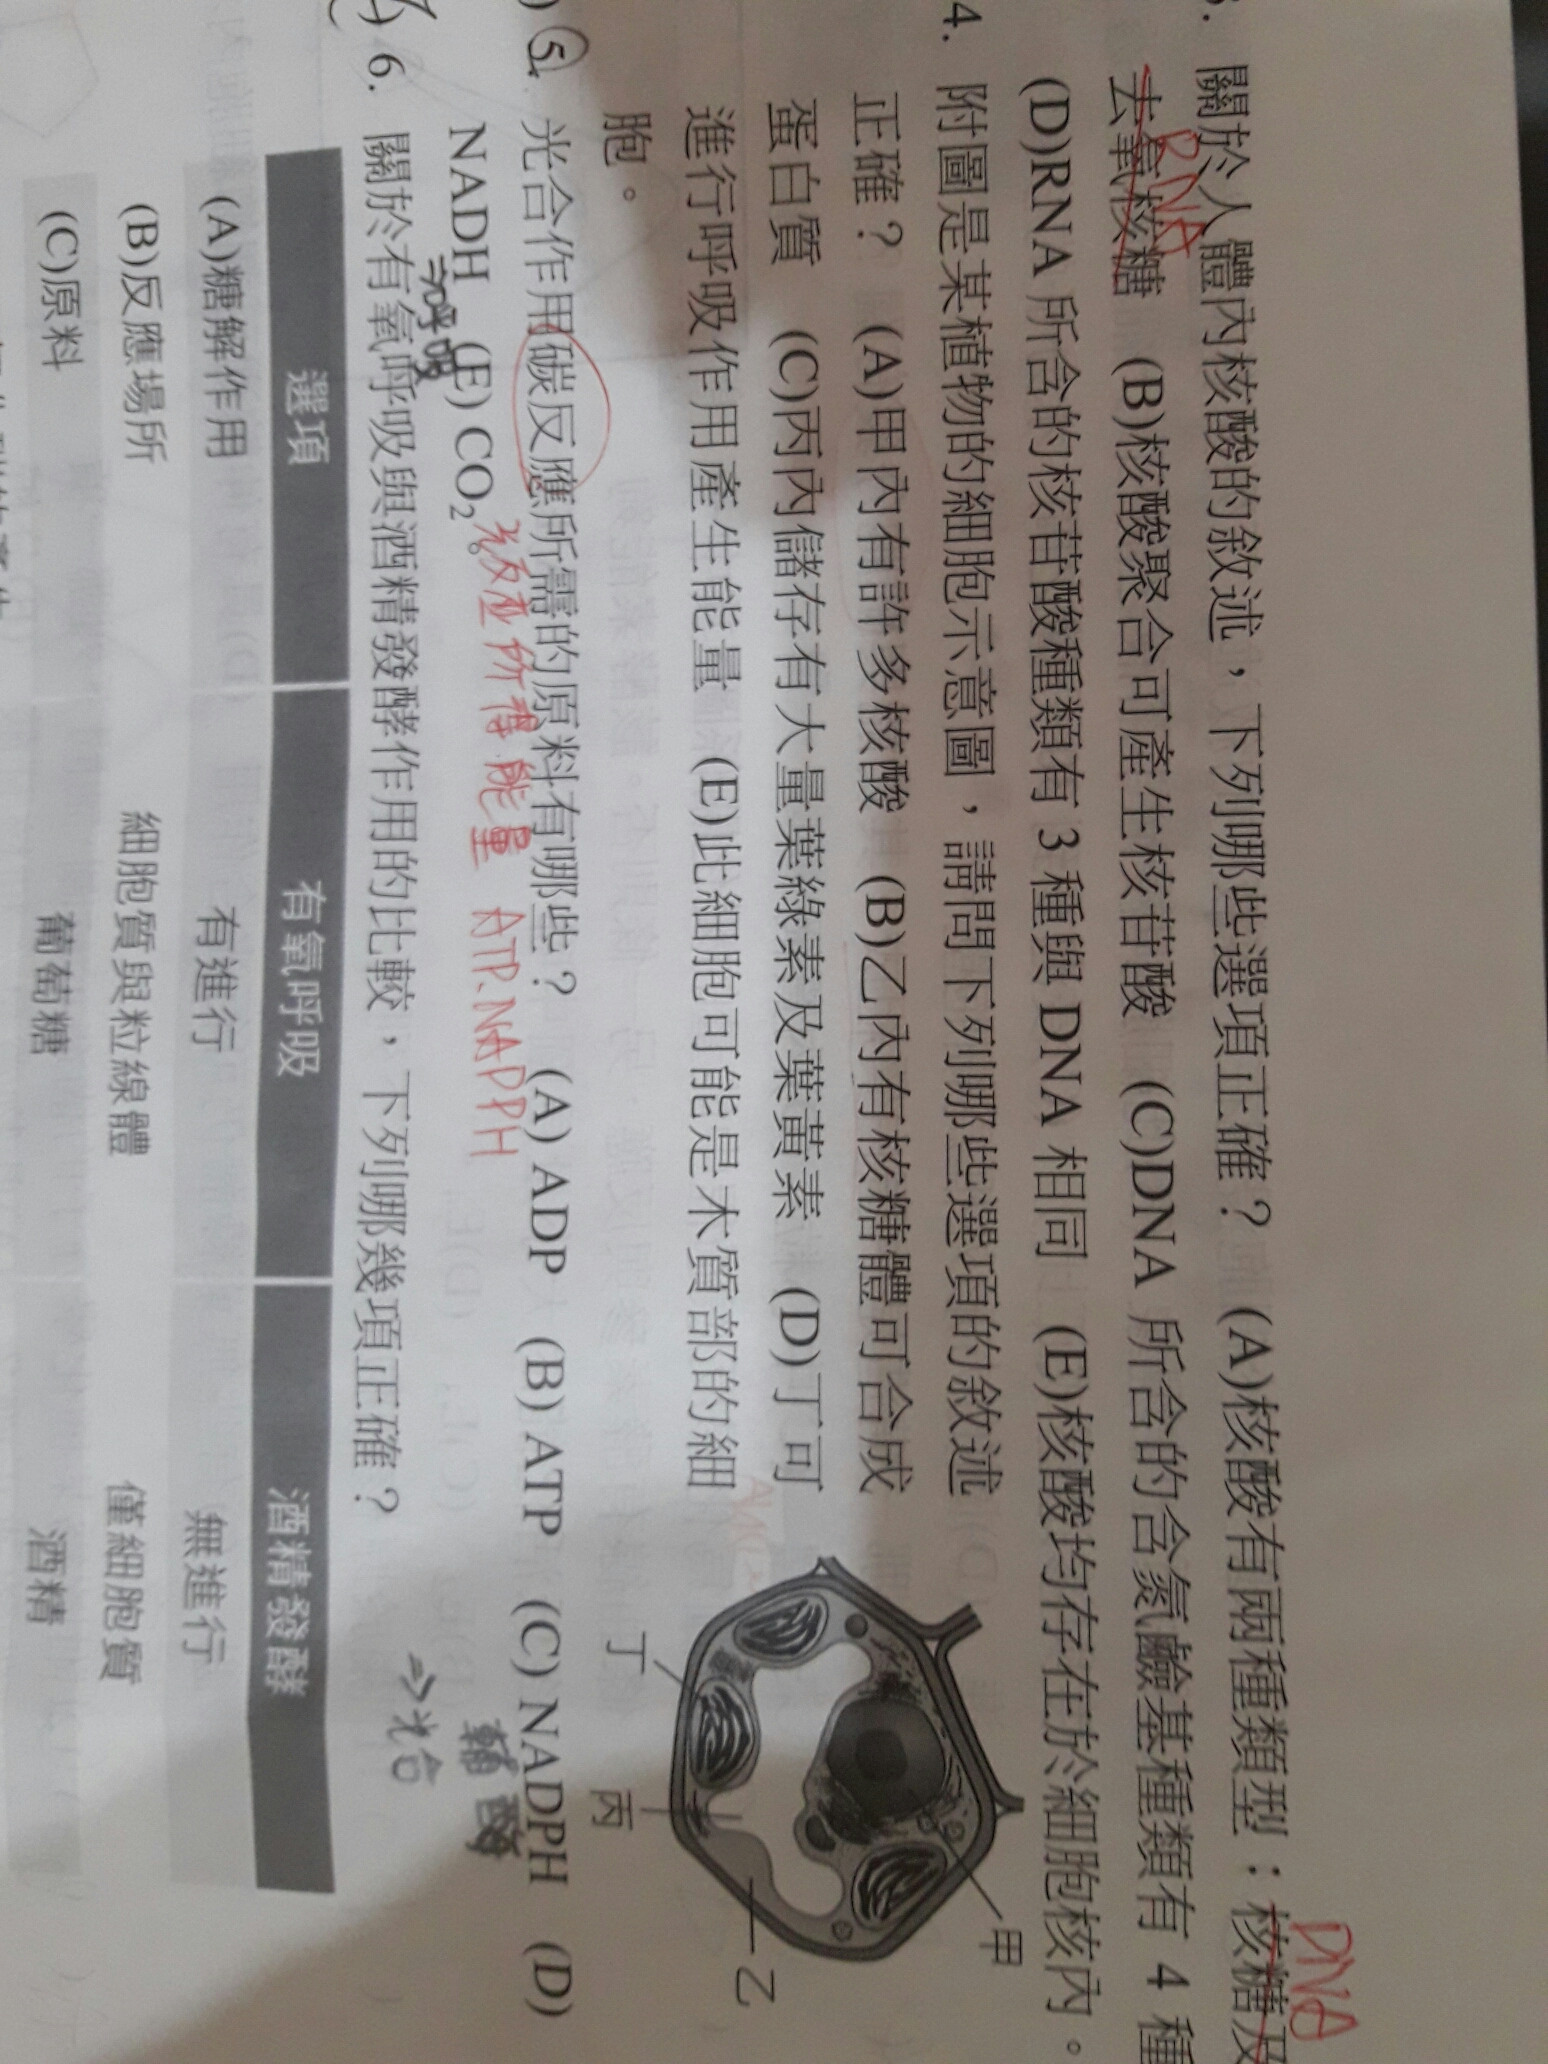 DNA
3. 關於人體內核酸的敘述，下列哪些選項正確？ (A)核酸有兩種類型：核糖及
RNA
去氧核糖 (B)核酸聚合可產生核苷酸 (C)DNA 所含的含氮鹼基種類有 4 種
(D)RNA 所含的核苷酸種類有 3 種與 DNA 相同 (E)核酸均存在於細胞核內。
4. 附圖是某植物的細胞示意圖，請問下列哪些選項的敘述
正確？ (A)甲內有許多核酸 (B)乙內有核糖體可合成
蛋白質 (C)丙內儲存有大量葉綠素及葉黃素 (D)丁可
進行呼吸作用產生能量 (E)此細胞可能是木質部的細
胞。
甲
乙
丙
丁
5. 光合作用碳反應所需的原料有哪些？ (A) ADP (B) ATP (C) NADPH (D)
NADH (E) CO₂。
光反應所得能量 ATP、NADPH
輔酶
→呼吸
→光合
6. 關於有氧呼吸與酒精發酵作用的比較，下列哪幾項正確？
選項 有氧呼吸 酒精發酵
(A)糖解作用 有進行 無進行
(B)反應場所 細胞質與粒線體 僅細胞質
(C)原料 葡萄糖 酒精